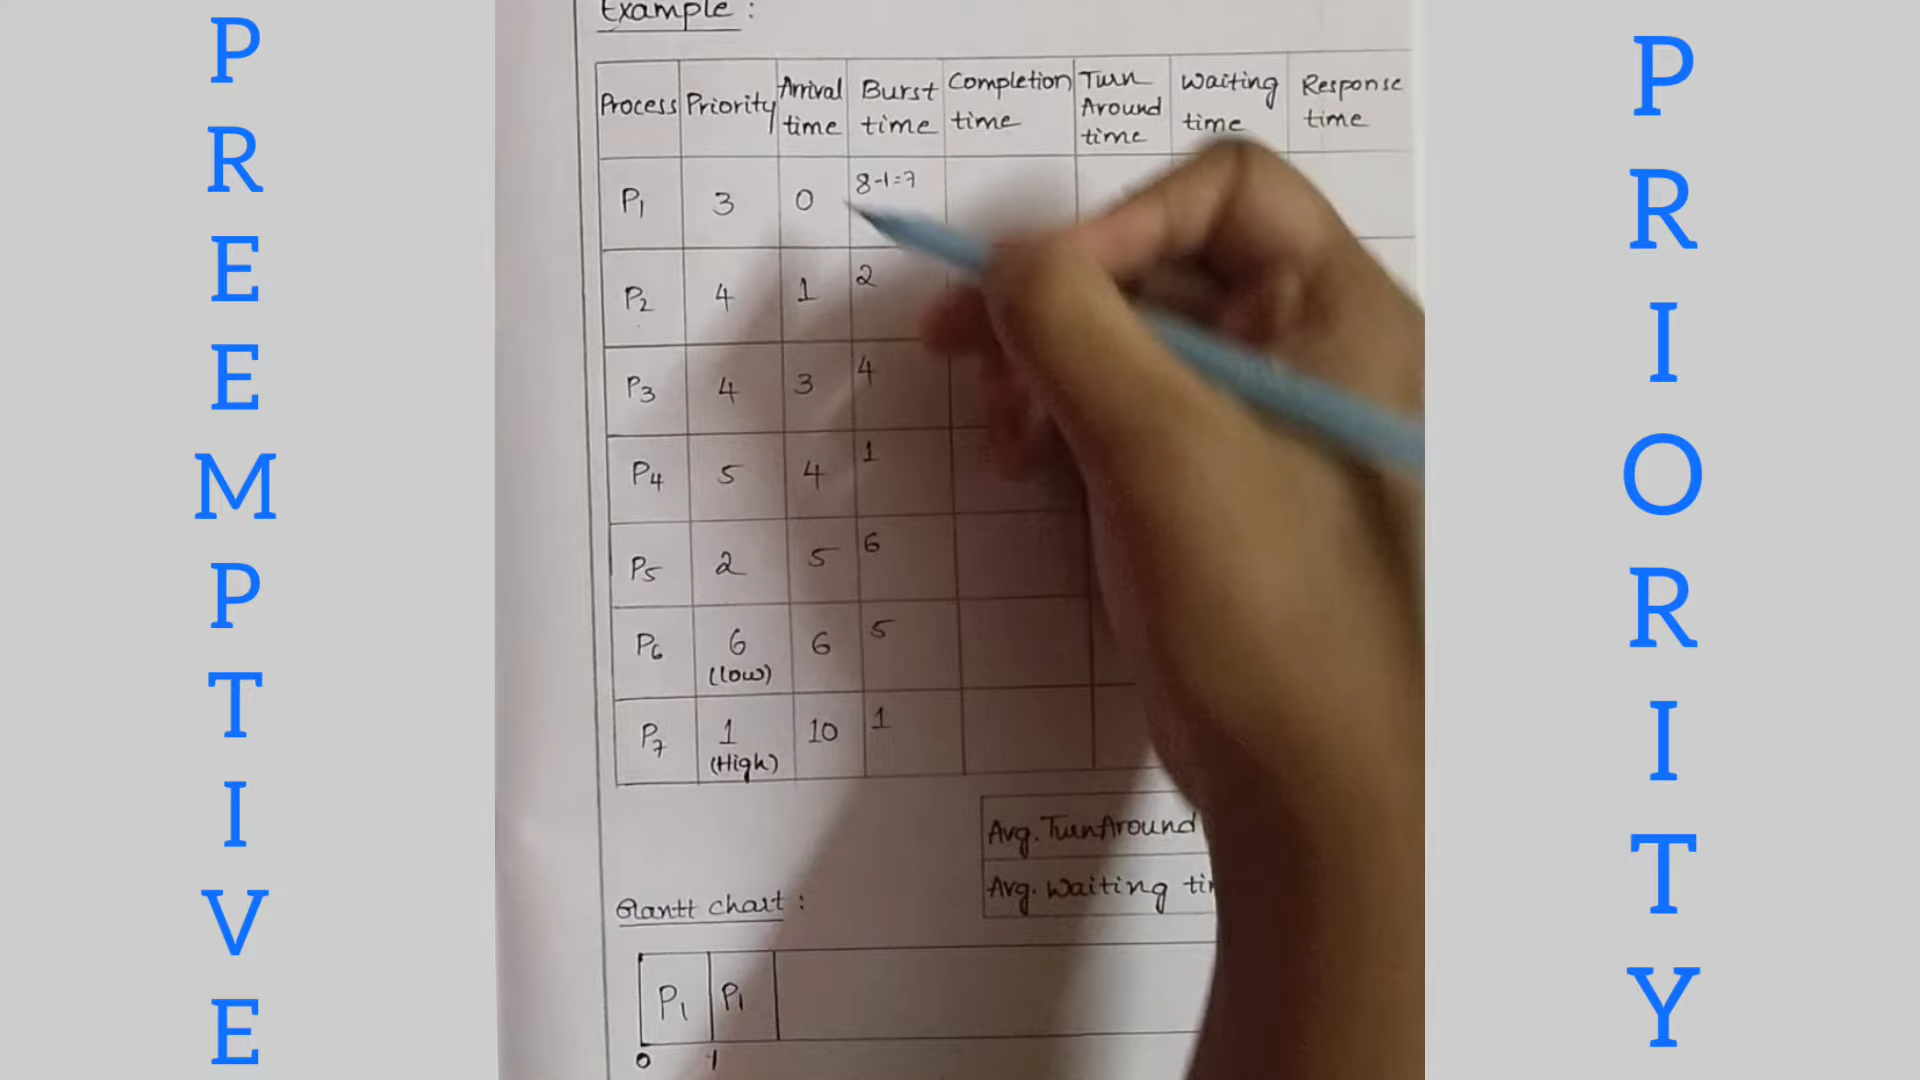 PREEMPTIVE
PRIORITY
Example :
Process Priority Arrival time Burst time Completion time Turn Around time Waiting time Response time
P1 3 0 8-1=7
P2 4 1 2
P3 4 3 4
P4 5 4 1
P5 2 5 6
P6 6 (low) 6 5
P7 1 (High) 10 1
Avg. TurnAround
Avg. Waiting
Gantt chart :
P1 P1
0 1